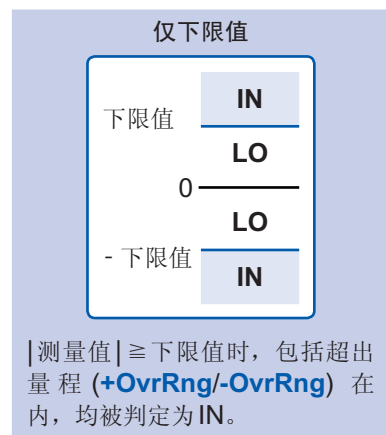 仅下限值
IN
下限值
LO
0
LO
- 下限值
IN
|测量值|≧下限值时，包括超出
量程 (+OvrRng/-OvrRng) 在
内，均被判定为IN。